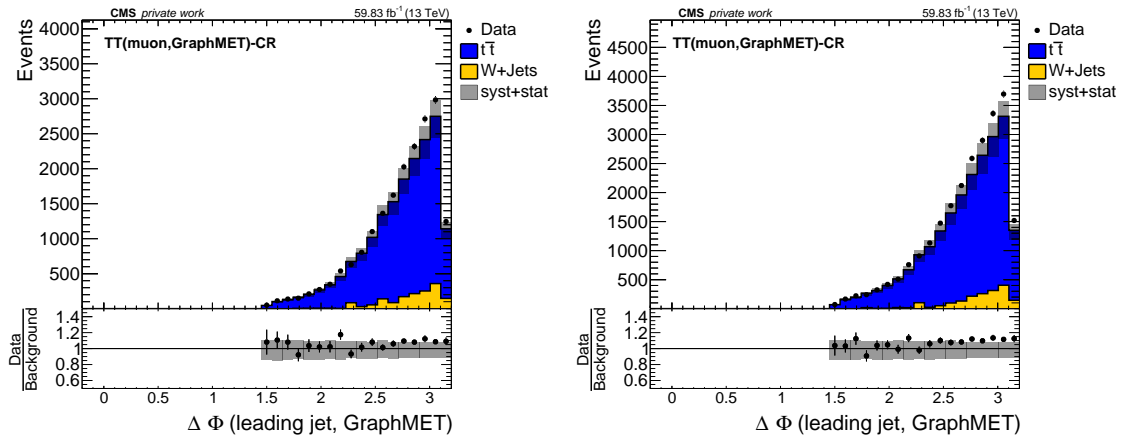 CMS private work 59.83 fb⁻¹ (13 TeV)
TT(muon,GraphMET)-CR
Events
4000
3500
3000
2500
2000
1500
1000
500
Data
tt̅
W+Jets
syst+stat
Data
Background
1.4
1.2
1
0.8
0.6
0 0.5 1 1.5 2 2.5 3
Δ Φ (leading jet, GraphMET)
CMS private work 59.83 fb⁻¹ (13 TeV)
TT(muon,GraphMET)-CR
Events
4500
4000
3500
3000
2500
2000
1500
1000
500
Data
tt̅
W+Jets
syst+stat
Data
Background
1.4
1.2
1
0.8
0.6
0 0.5 1 1.5 2 2.5 3
Δ Φ (leading jet, GraphMET)